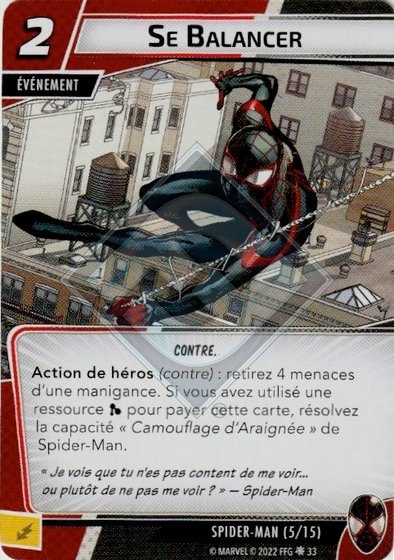 2
SE BALANCER
ÉVÉNEMENT
CONTRE.
Action de héros (contre) : retirez 4 menaces
d'une manigance. Si vous avez utilisé une
ressource pour payer cette carte, résolvez
la capacité « Camouflage d'Araignée » de
Spider-Man.
« Je vois que tu n'es pas content de me voir...
ou plutôt de ne pas me voir ? » — Spider-Man
SPIDER-MAN (5/15)
© MARVEL © 2022 FFG 33